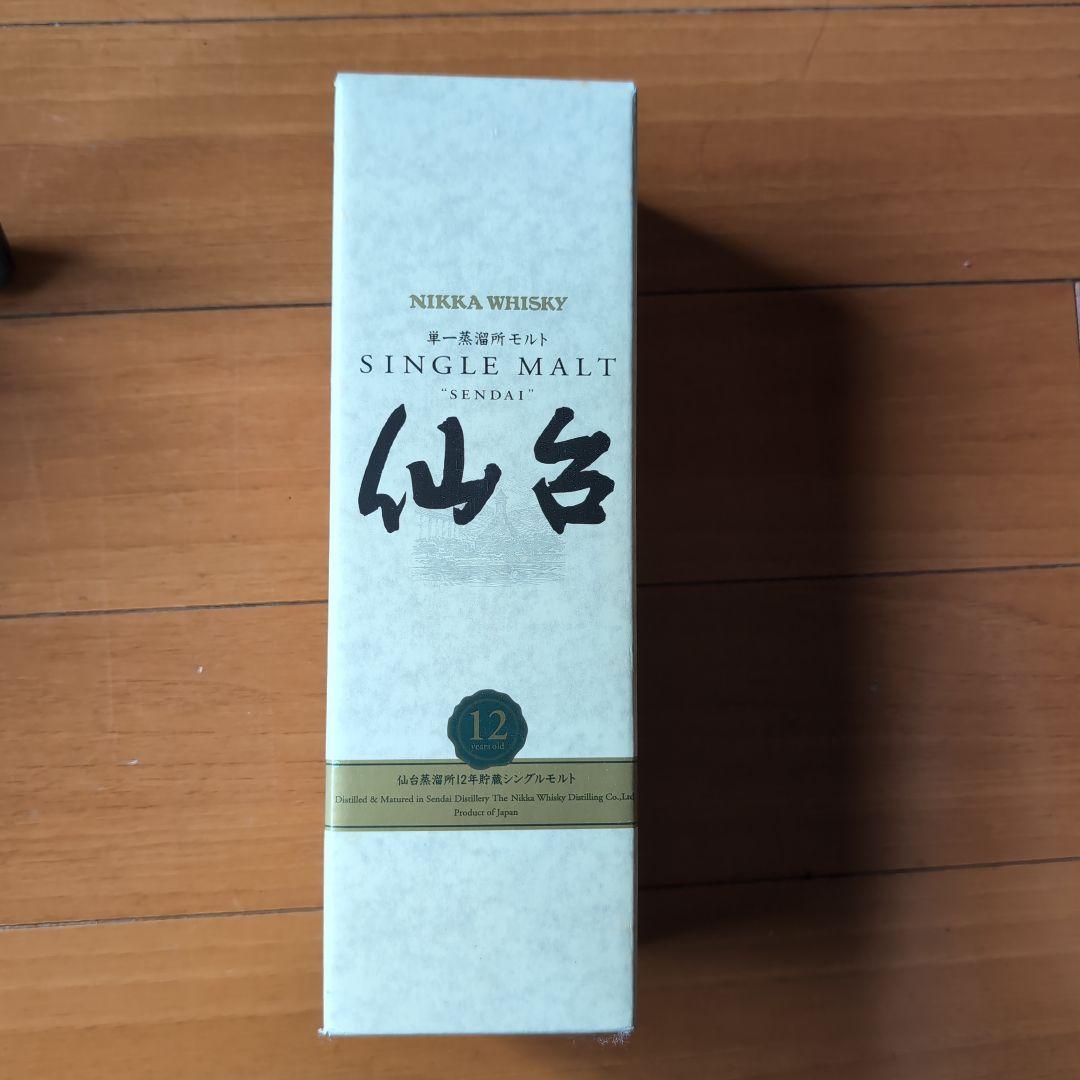 NIKKA WHISKY
単一蒸溜所モルト
SINGLE MALT
"SENDAI"
仙台
12
years old
仙台蒸溜所12年貯蔵シングルモルト
Distilled & Matured in Sendai Distillery The Nikka Whisky Distilling Co.,Ltd
Product of Japan